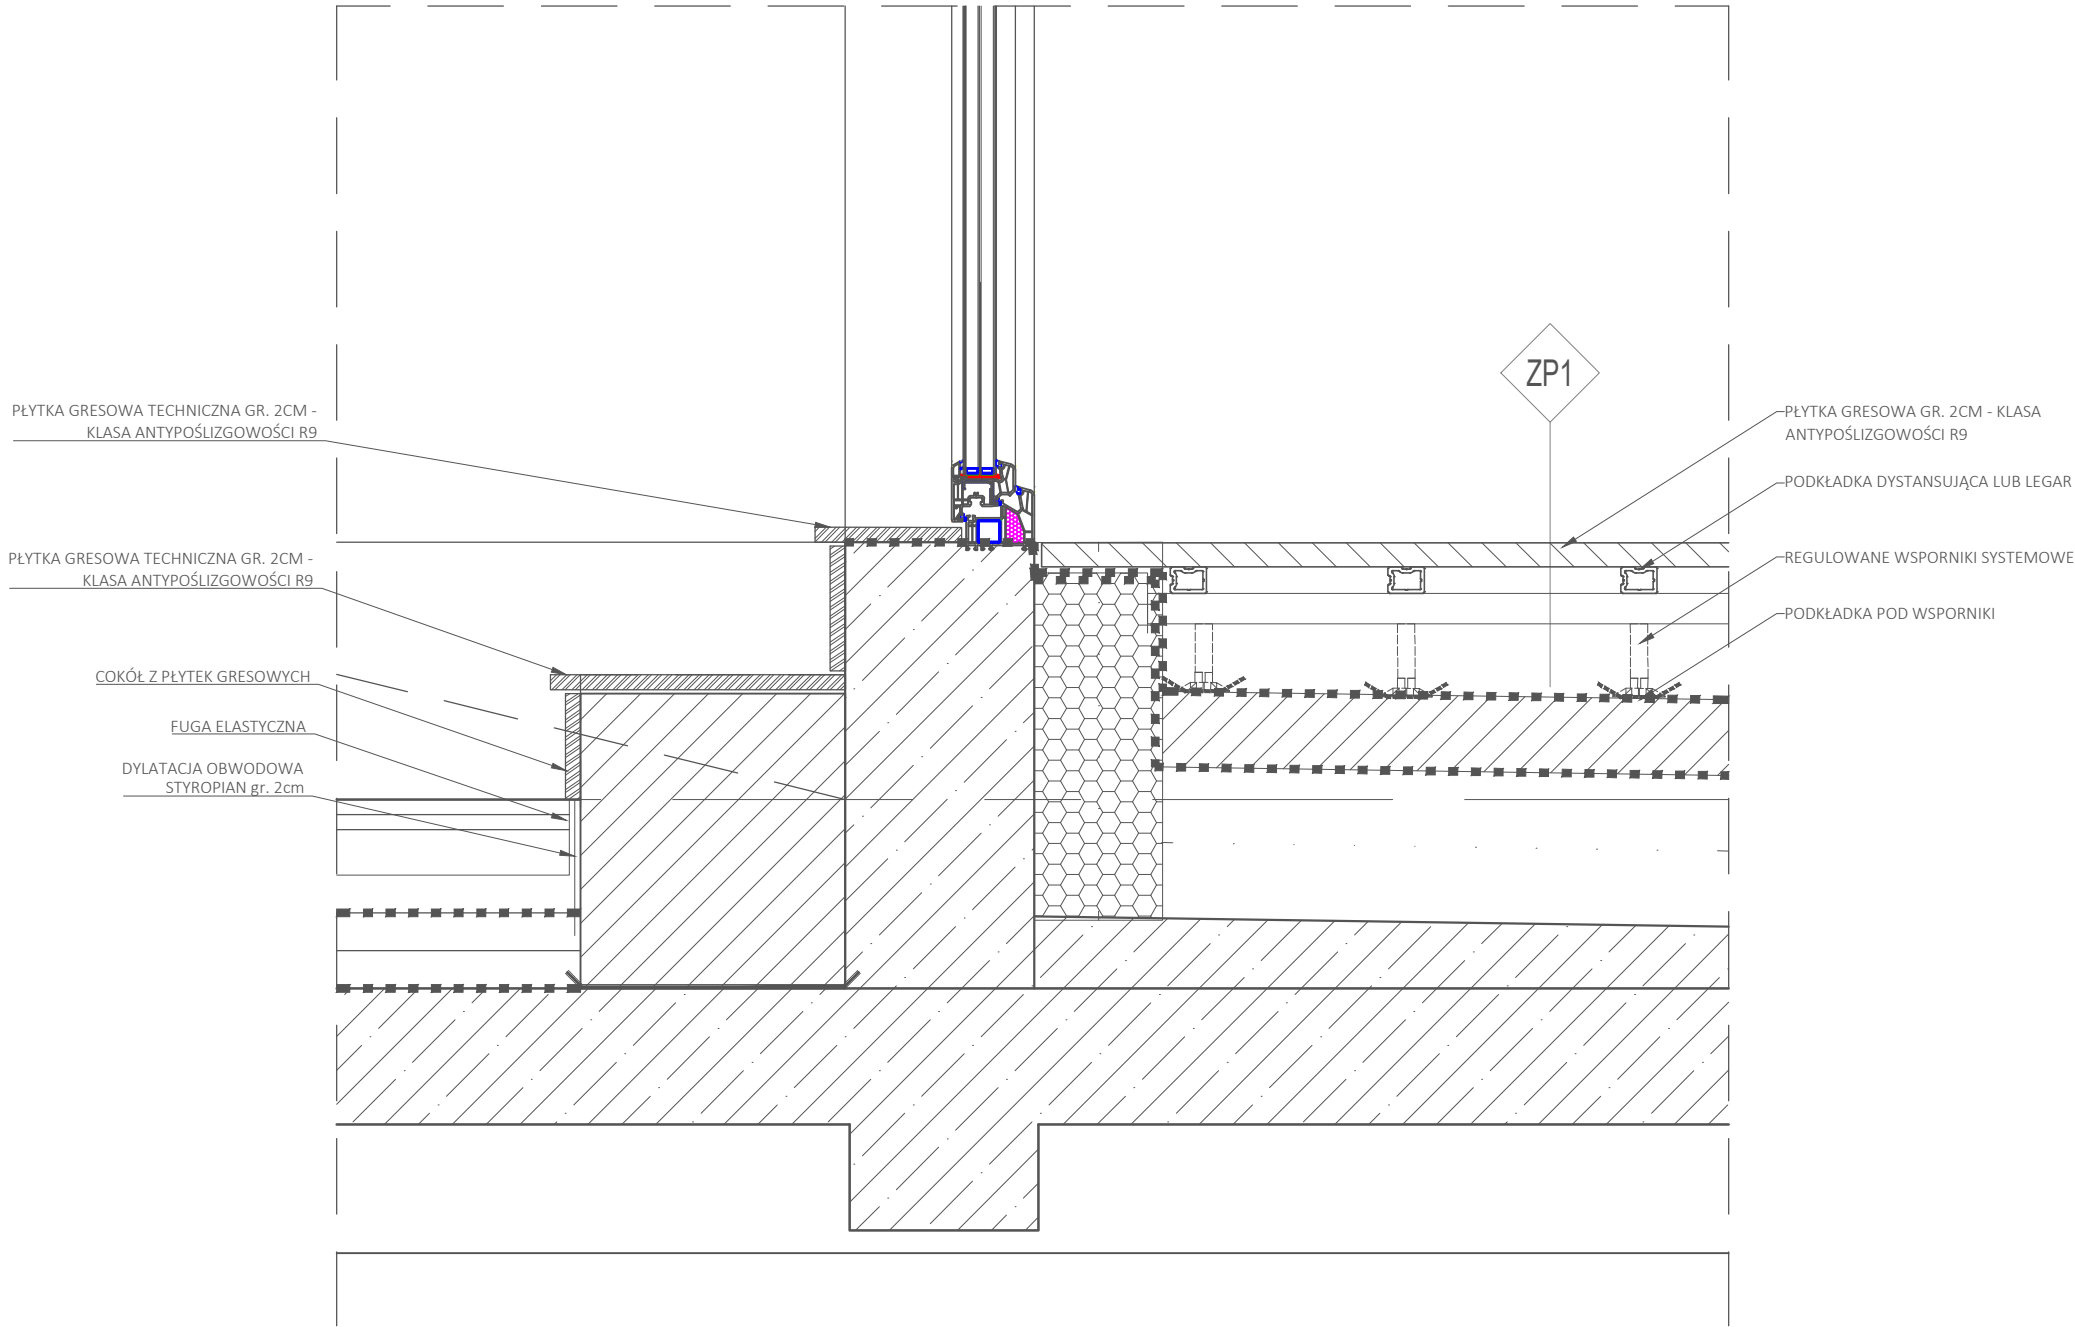 PŁYTKA GRESOWA TECHNICZNA GR. 2CM -
KLASA ANTYPOŚLIZGOWOŚCI R9
PŁYTKA GRESOWA TECHNICZNA GR. 2CM -
KLASA ANTYPOŚLIZGOWOŚCI R9
COKÓŁ Z PŁYTEK GRESOWYCH
FUGA ELASTYCZNA
DYLATACJA OBWODOWA
STYROPIAN gr. 2cm
ZP1
PŁYTKA GRESOWA GR. 2CM - KLASA
ANTYPOŚLIZGOWOŚCI R9
PODKŁADKA DYSTANSUJĄCA LUB LEGAR
REGULOWANE WSPORNIKI SYSTEMOWE
PODKŁADKA POD WSPORNIKI